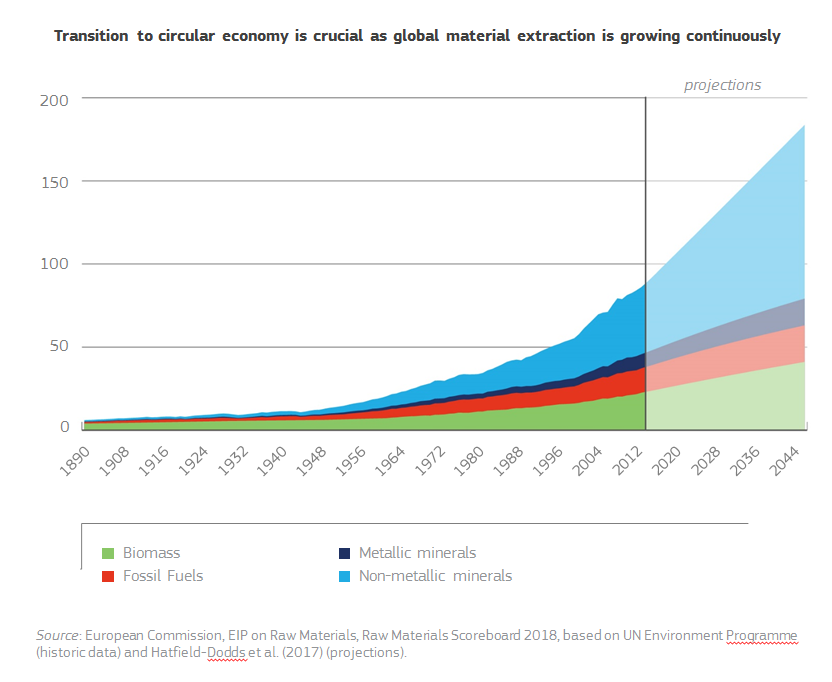 Transition to circular economy is crucial as global material extraction is growing continuously
projections
200
150
100
50
0
1890 1908 1916 1924 1932 1940 1948 1956 1964 1972 1980 1988 1996 2004 2012 2020 2028 2036 2044
Biomass
Fossil Fuels
Metallic minerals
Non-metallic minerals
Source: European Commission, EIP on Raw Materials, Raw Materials Scoreboard 2018, based on UN Environment Programme
(historic data) and Hatfield-Dodds et al. (2017) (projections).